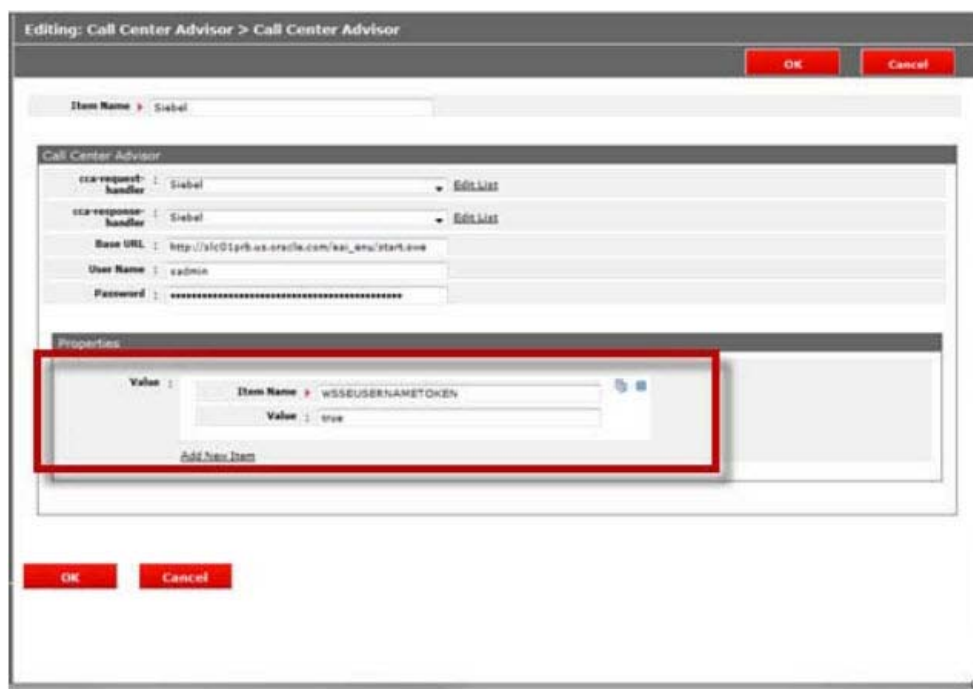 Editing: Call Center Advisor > Call Center Advisor
OK Cancel
Item Name Siebel
Call Center Advisor
cca-request-handler : Siebel Edit List
cca-response-handler : Siebel Edit List
Base URL : http://slc01prb.us.oracle.com/eai_enu/start.swe
User Name : sadmin
Password :
Properties
Value :
Item Name WSSEUSERNAMETOKEN
Value : true
Add New Item
OK Cancel